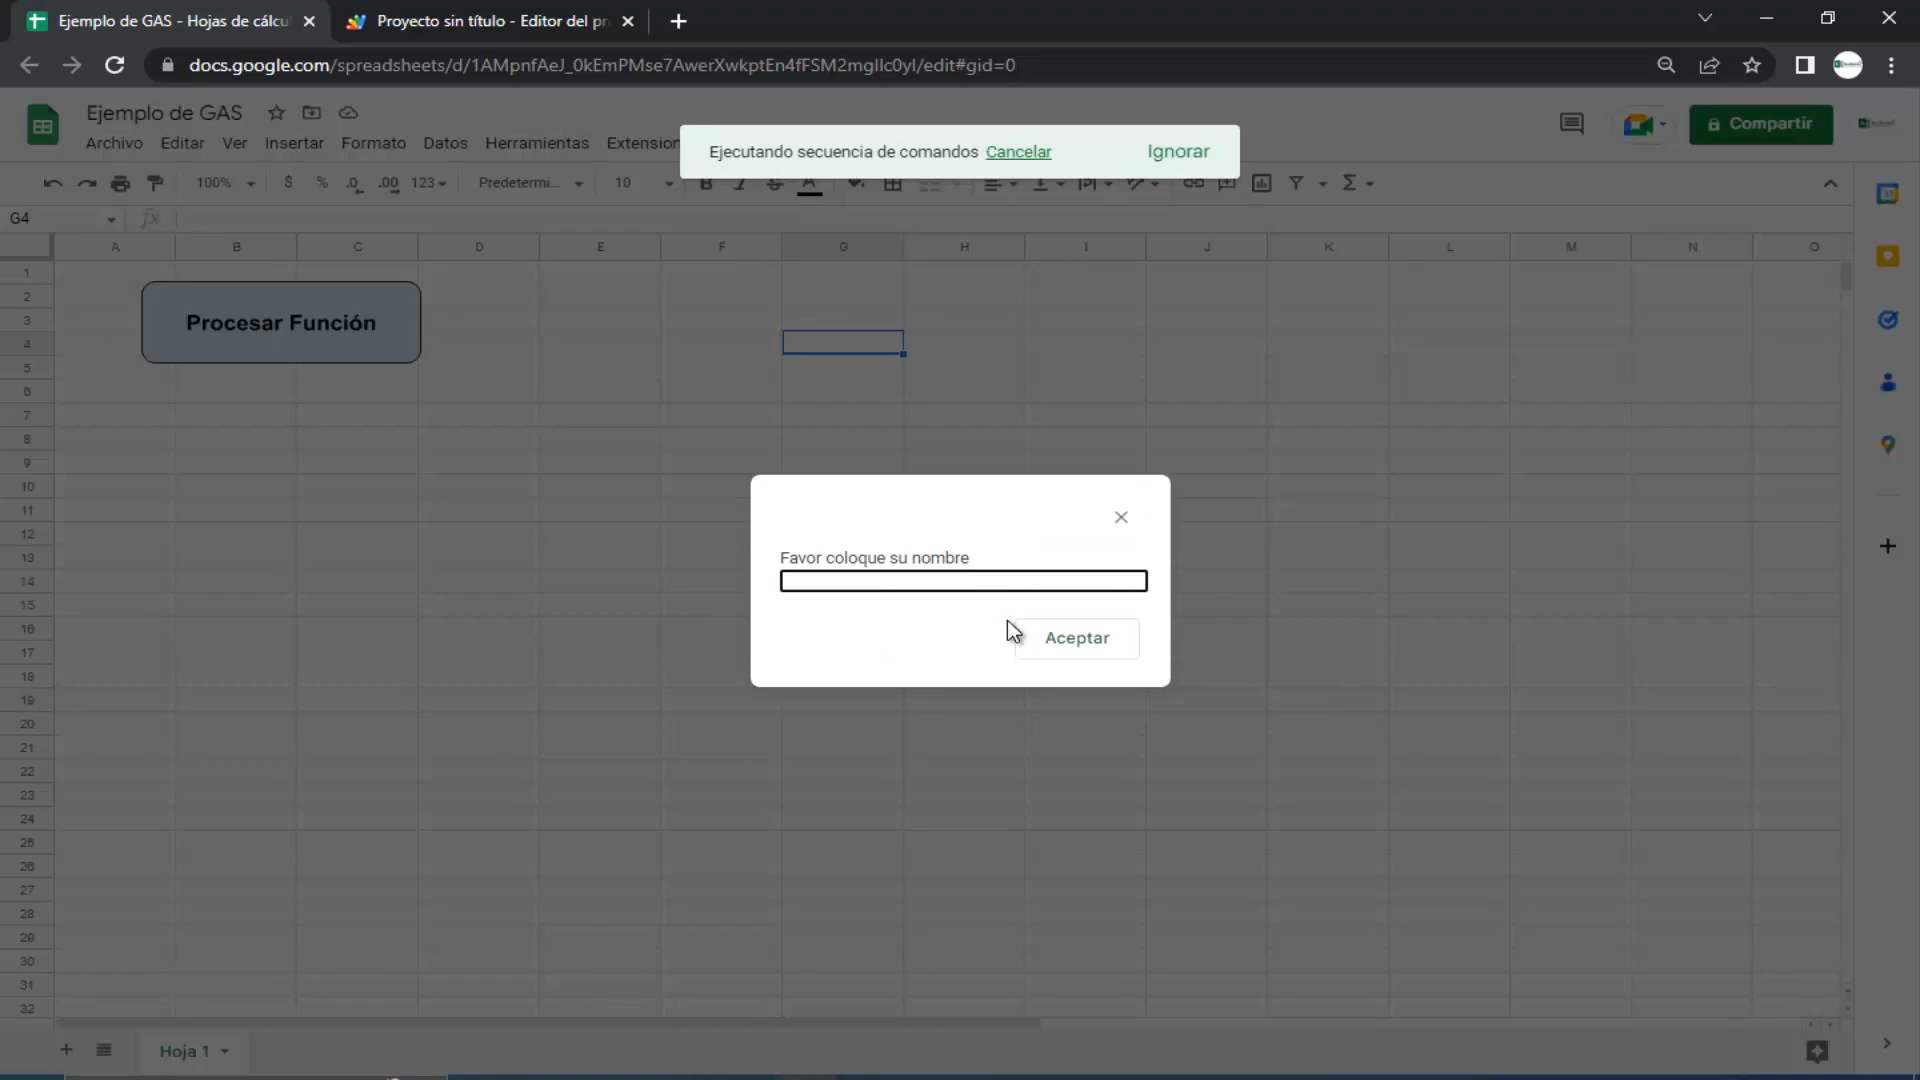 Ejemplo de GAS - Hojas de cálcu
Proyecto sin título - Editor del pr
docs.google.com/spreadsheets/d/1AMpnfAeJ_0kEmPMse7AwerXwkptEn4fFSM2mgIlc0yI/edit#gid=0
Ejemplo de GAS
Archivo Editar Ver Insertar Formato Datos Herramientas Extension
Ejecutando secuencia de comandos Cancelar Ignorar
Compartir
100% $ % .0 .00 123 Predetermi... 10 B I S A Σ
G4 fx
A B C D E F G H I J K L M N O
1
2
3
4
5
6
7
8
9
10
11
12
13
14
15
16
17
18
19
20
21
22
23
24
25
26
27
28
29
30
31
32
Procesar Función
Favor coloque su nombre
Aceptar
Hoja 1